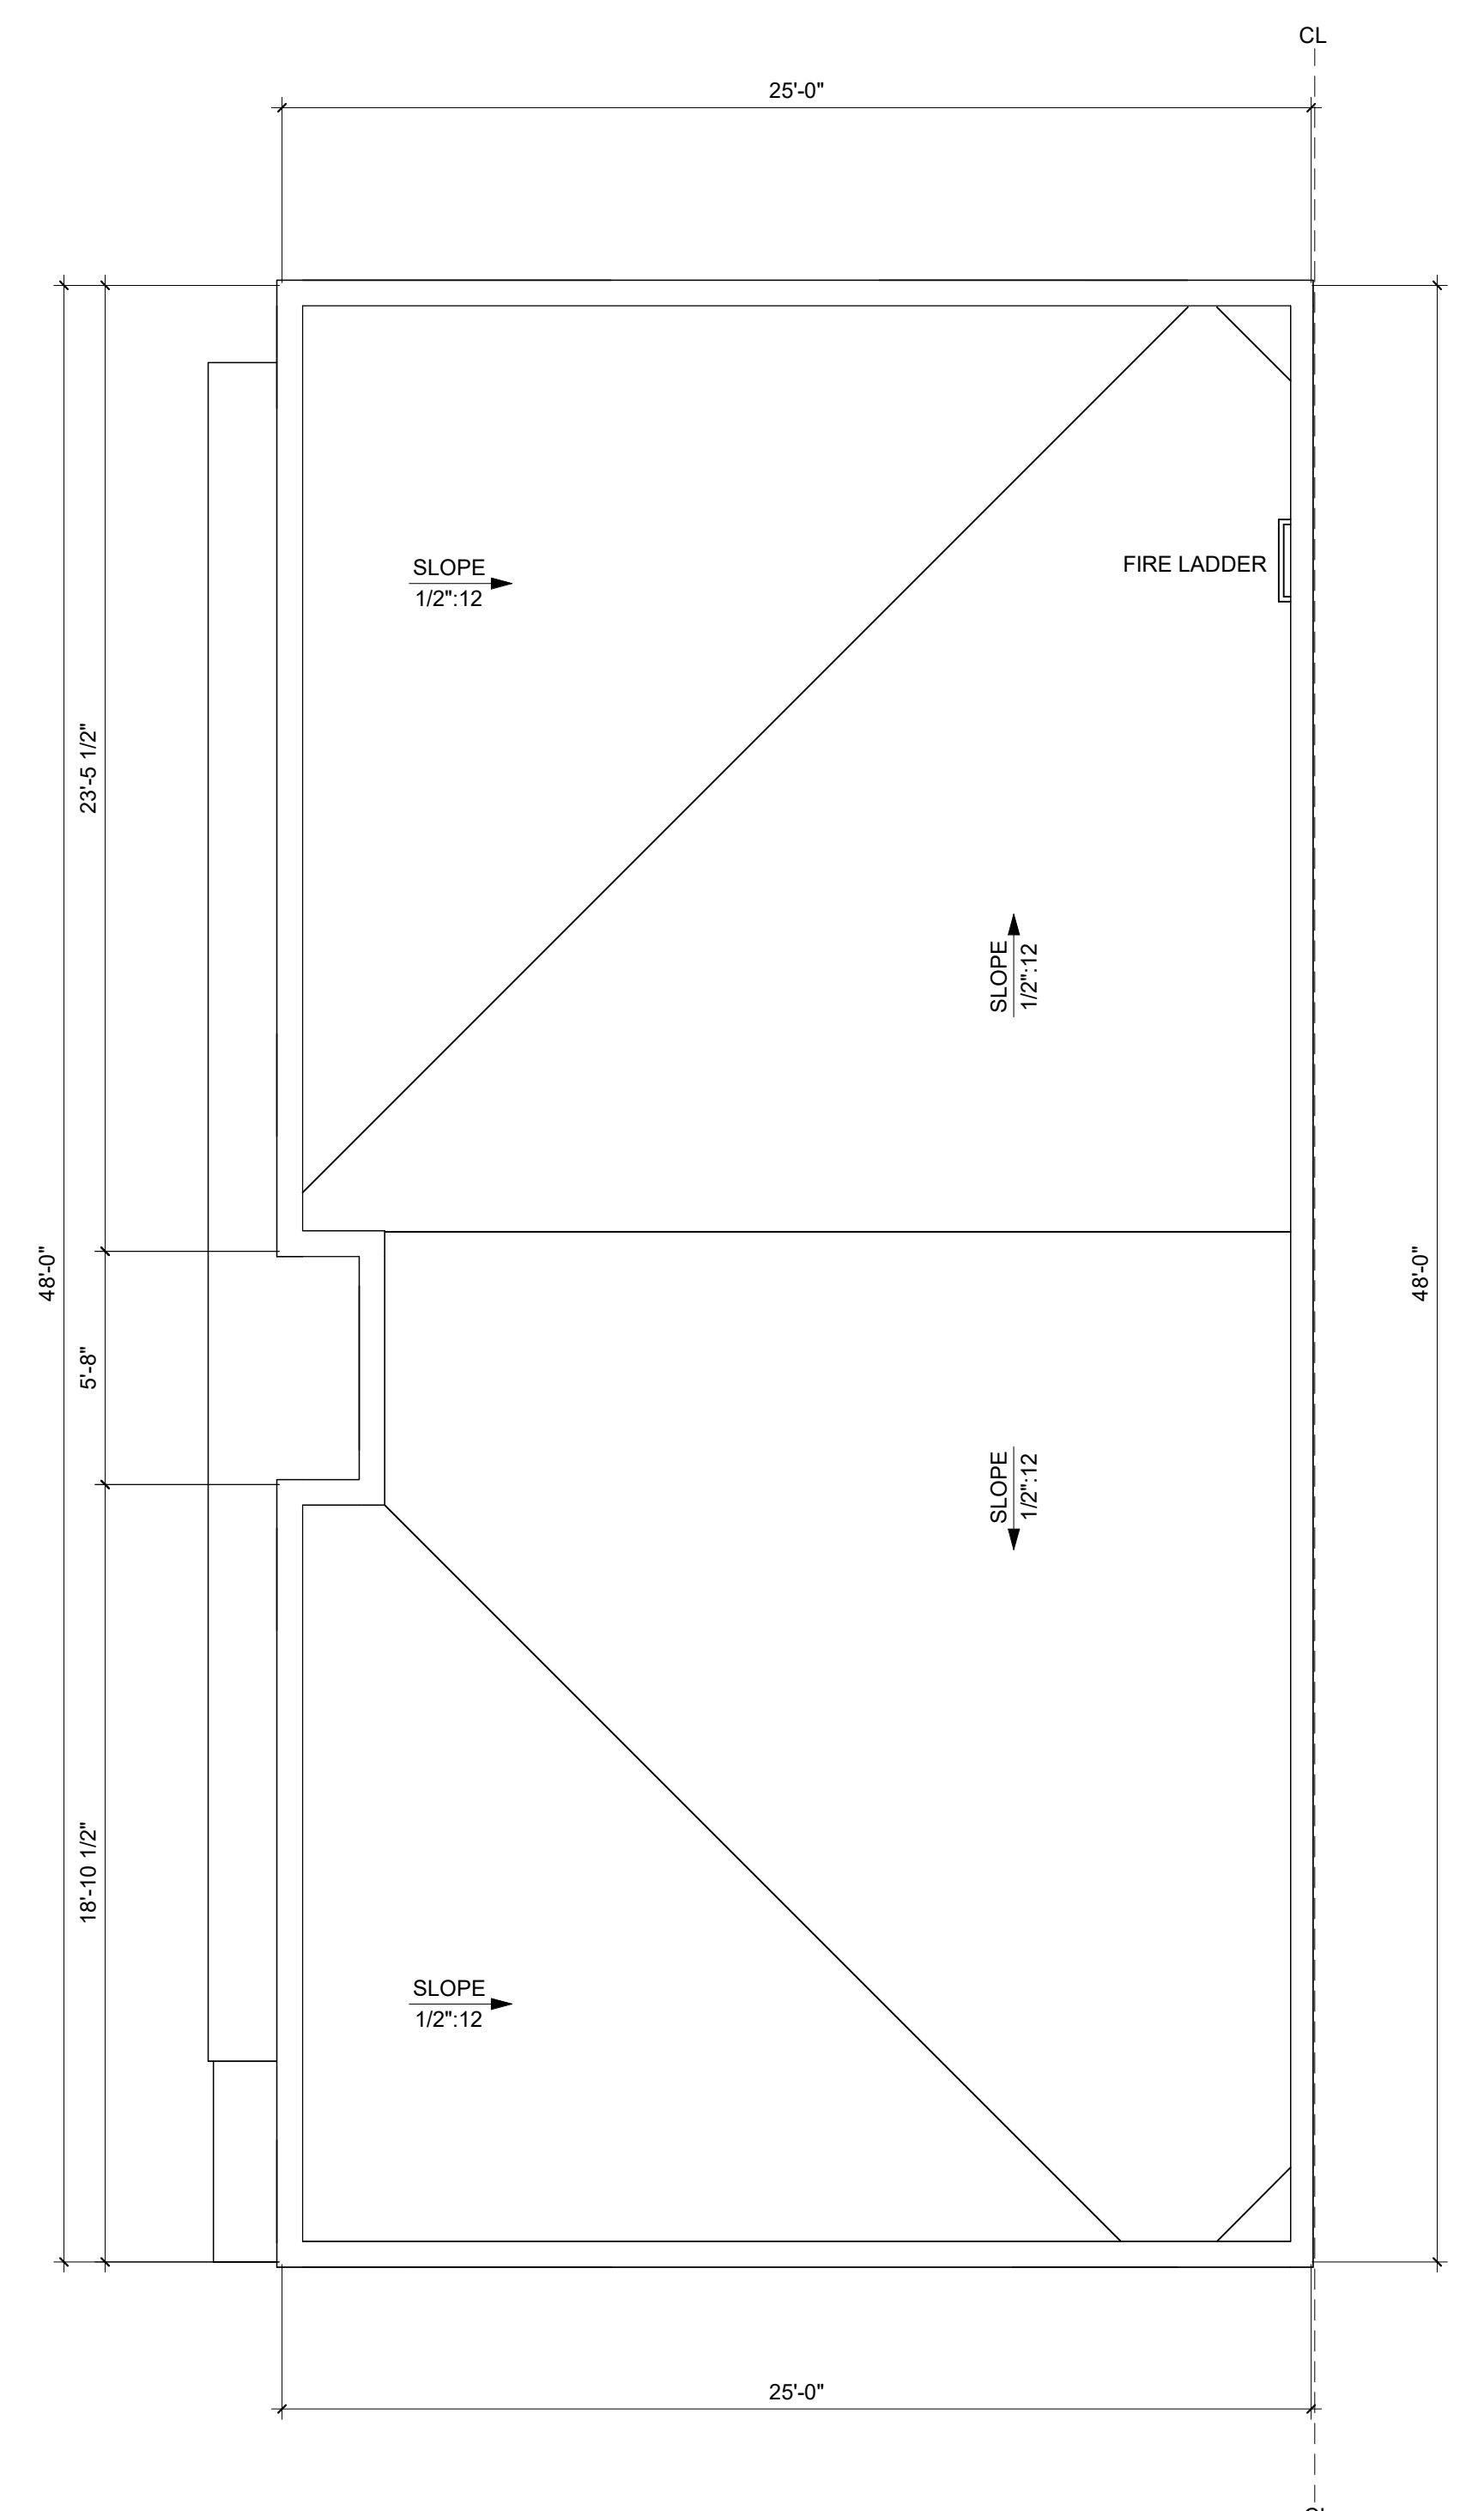 CL
25'-0"
SLOPE
1/2":12
FIRE LADDER
23'-5 1/2"
SLOPE
1/2":12
48'-0"
48'-0"
5'-8"
SLOPE
1/2":12
18'-10 1/2"
SLOPE
1/2":12
25'-0"